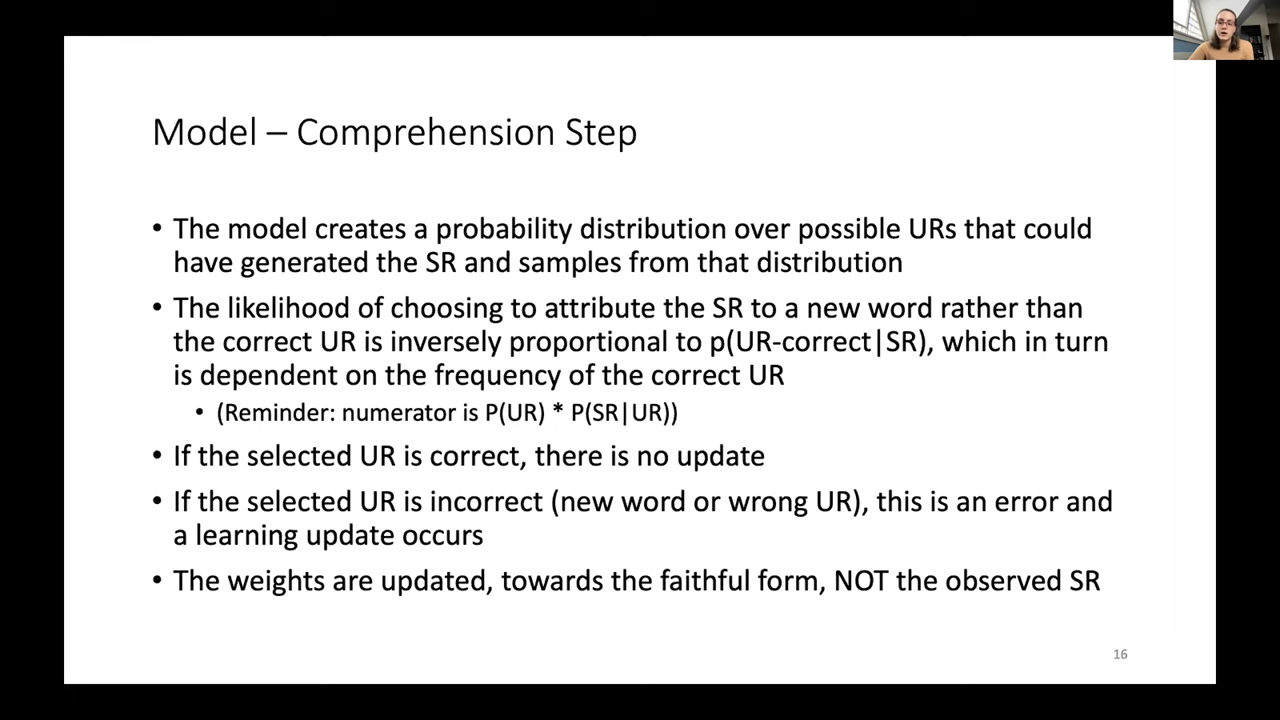 Model – Comprehension Step
• The model creates a probability distribution over possible URs that could
have generated the SR and samples from that distribution
• The likelihood of choosing to attribute the SR to a new word rather than
the correct UR is inversely proportional to p(UR-correct|SR), which in turn
is dependent on the frequency of the correct UR
• (Reminder: numerator is P(UR) * P(SR|UR))
• If the selected UR is correct, there is no update
• If the selected UR is incorrect (new word or wrong UR), this is an error and
a learning update occurs
• The weights are updated, towards the faithful form, NOT the observed SR
16